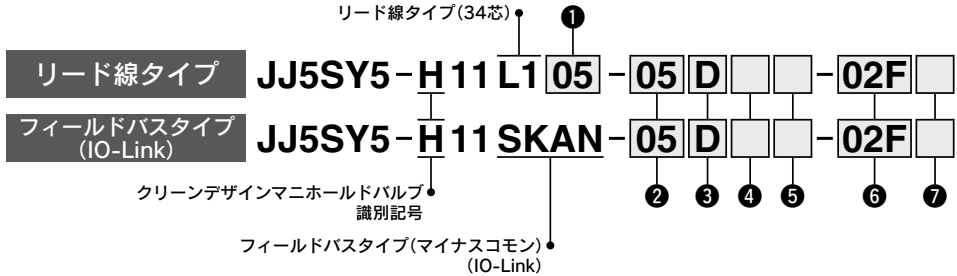 リード線タイプ(34芯) ❶
リード線タイプ JJ5SY5-H11L1 05-05 D -02F
フィールドバスタイプ
(IO-Link)
JJ5SY5-H11SKAN-05 D -02F
クリーンデザインマニホールドバルブ
識別記号
❷ ❸ ❹ ❺ ❻ ❼
フィールドバスタイプ(マイナスコモン)
(IO-Link)